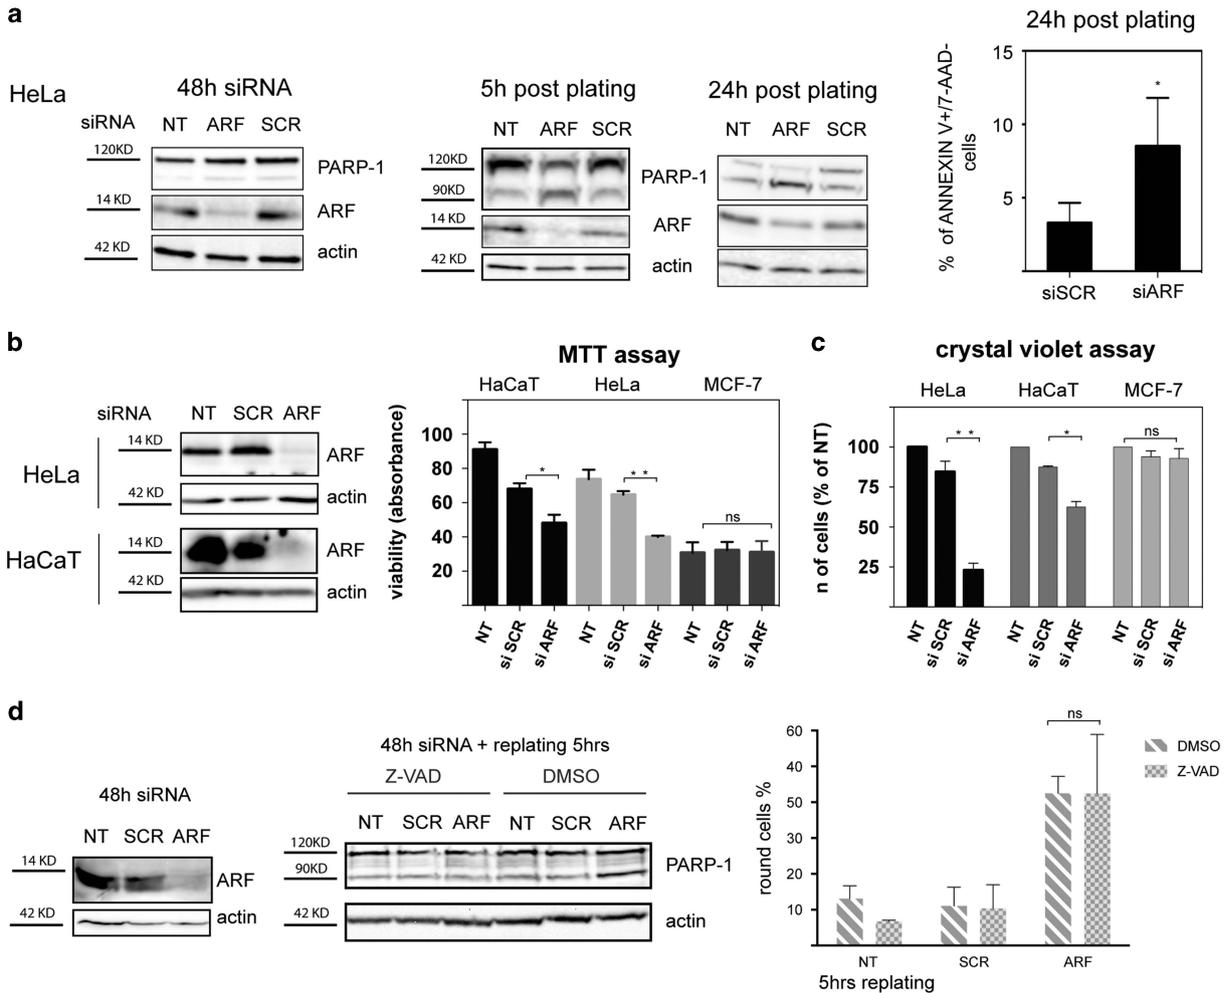 a
HeLa
48h siRNA
siRNA NT ARF SCR
120KD
PARP-1
14 KD
ARF
42 KD
actin
5h post plating
NT ARF SCR
120KD
90KD
14 KD
42 KD
PARP-1
ARF
actin
24h post plating
NT ARF SCR
24h post plating
% of ANNEXIN V+/7-AAD-
cells
15
10
5
siSCR siARF
*
b
siRNA NT SCR ARF
HeLa
14 KD
ARF
42 KD
actin
HaCaT
14 KD
ARF
42 KD
actin
MTT assay
HaCaT HeLa MCF-7
viability (absorbance)
100
80
60
40
20
*
* *
ns
NT si SCR si ARF NT si SCR si ARF NT si SCR si ARF
c
crystal violet assay
HeLa HaCaT MCF-7
n of cells (% of NT)
100
75
50
25
* *
*
ns
NT si SCR si ARF NT si SCR si ARF NT si SCR si ARF
d
48h siRNA
NT SCR ARF
14 KD
ARF
42 KD
actin
48h siRNA + replating 5hrs
Z-VAD DMSO
NT SCR ARF NT SCR ARF
120KD
90KD
PARP-1
42 KD
actin
round cells %
60
40
50
30
20
10
ns
DMSO
Z-VAD
NT SCR ARF
5hrs replating